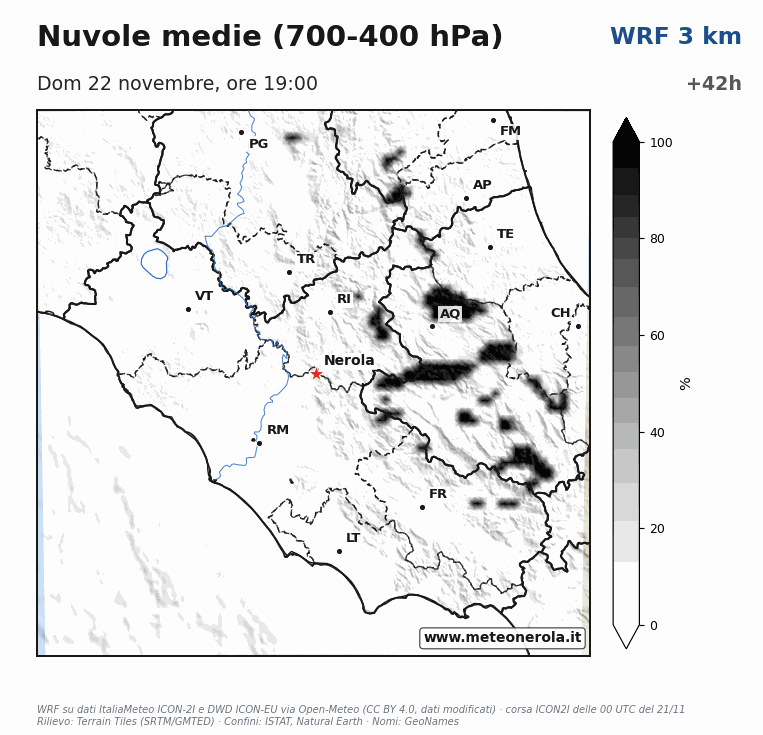 Nuvole medie (700-400 hPa)
WRF 3 km
Dom 22 novembre, ore 19:00
+42h
FM
PG
100
AP
TE
80
TR
VT
RI
AQ
CH
60
Nerola
%
40
RM
FR
20
LT
0
www.meteonerola.it
WRF su dati ItaliaMeteo ICON-2I e DWD ICON-EU via Open-Meteo (CC BY 4.0, dati modificati) · corsa ICON2I delle 00 UTC del 21/11
Rilievo: Terrain Tiles (SRTM/GMTED) · Confini: ISTAT, Natural Earth · Nomi: GeoNames